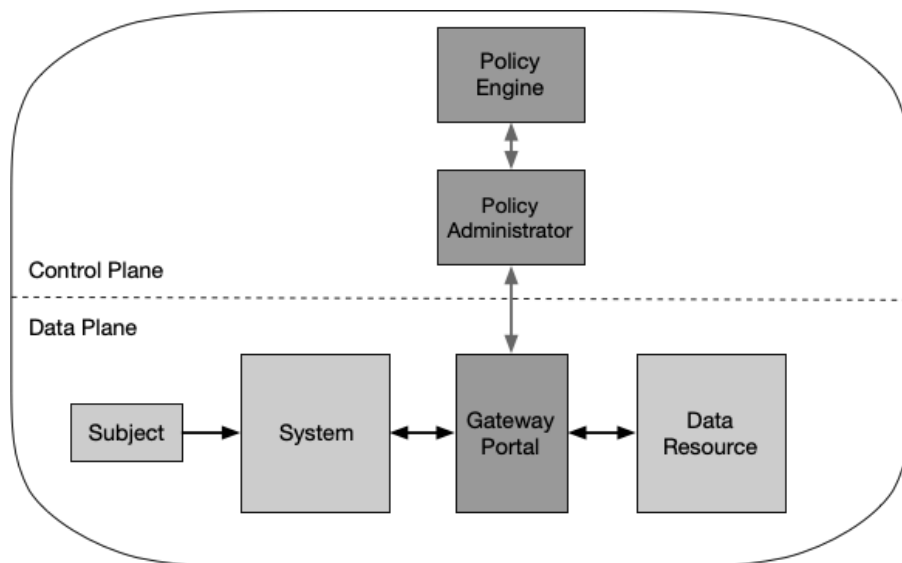 Policy
Engine
Policy
Administrator
Control Plane
Data Plane
Subject
System
Gateway
Portal
Data
Resource